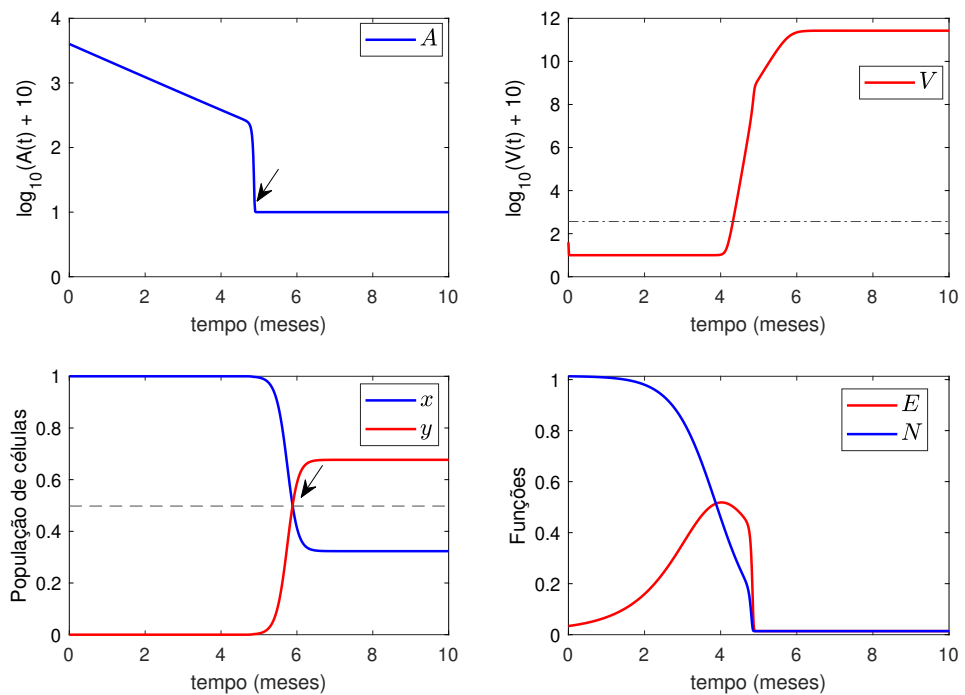 4
3
2
1
0
0 2 4 6 8 10
tempo (meses)
log10(A(t) + 10)
A
12
10
8
6
4
2
0
0 2 4 6 8 10
tempo (meses)
log10(V(t) + 10)
V
1
0.8
0.6
0.4
0.2
0
0 2 4 6 8 10
tempo (meses)
População de células
x
y
1
0.8
0.6
0.4
0.2
0
0 2 4 6 8 10
tempo (meses)
Funções
E
N